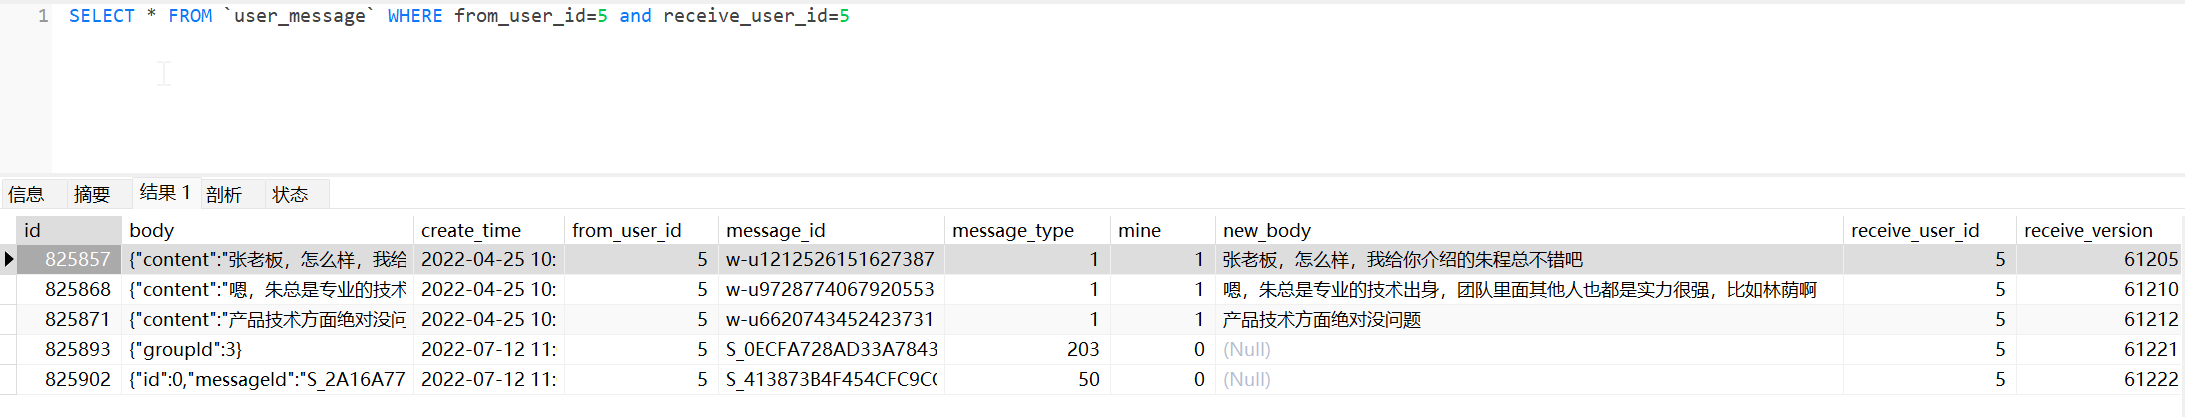 1 SELECT * FROM `user_message` WHERE from_user_id=5 and receive_user_id=5
信息 摘要 结果 1 剖析 状态
id body create_time from_user_id message_id message_type mine new_body receive_user_id receive_version
825857 {"content":"张老板，怎么样，我给 2022-04-25 10: 5 w-u1212526151627387 1 1 张老板，怎么样，我给你介绍的朱程总不错吧 5 61205
825868 {"content":"嗯，朱总是专业的技术 2022-04-25 10: 5 w-u9728774067920553 1 1 嗯，朱总是专业的技术出身，团队里面其他人也都是实力很强，比如林荫啊 5 61210
825871 {"content":"产品技术方面绝对没问 2022-04-25 10: 5 w-u6620743452423731 1 1 产品技术方面绝对没问题 5 61212
825893 {"groupId":3} 2022-07-12 11: 5 S_0ECFA728AD33A7843 203 0 (Null) 5 61221
825902 {"id":0,"messageId":"S_2A16A77 2022-07-12 11: 5 S_413873B4F454CFC9CC 50 0 (Null) 5 61222